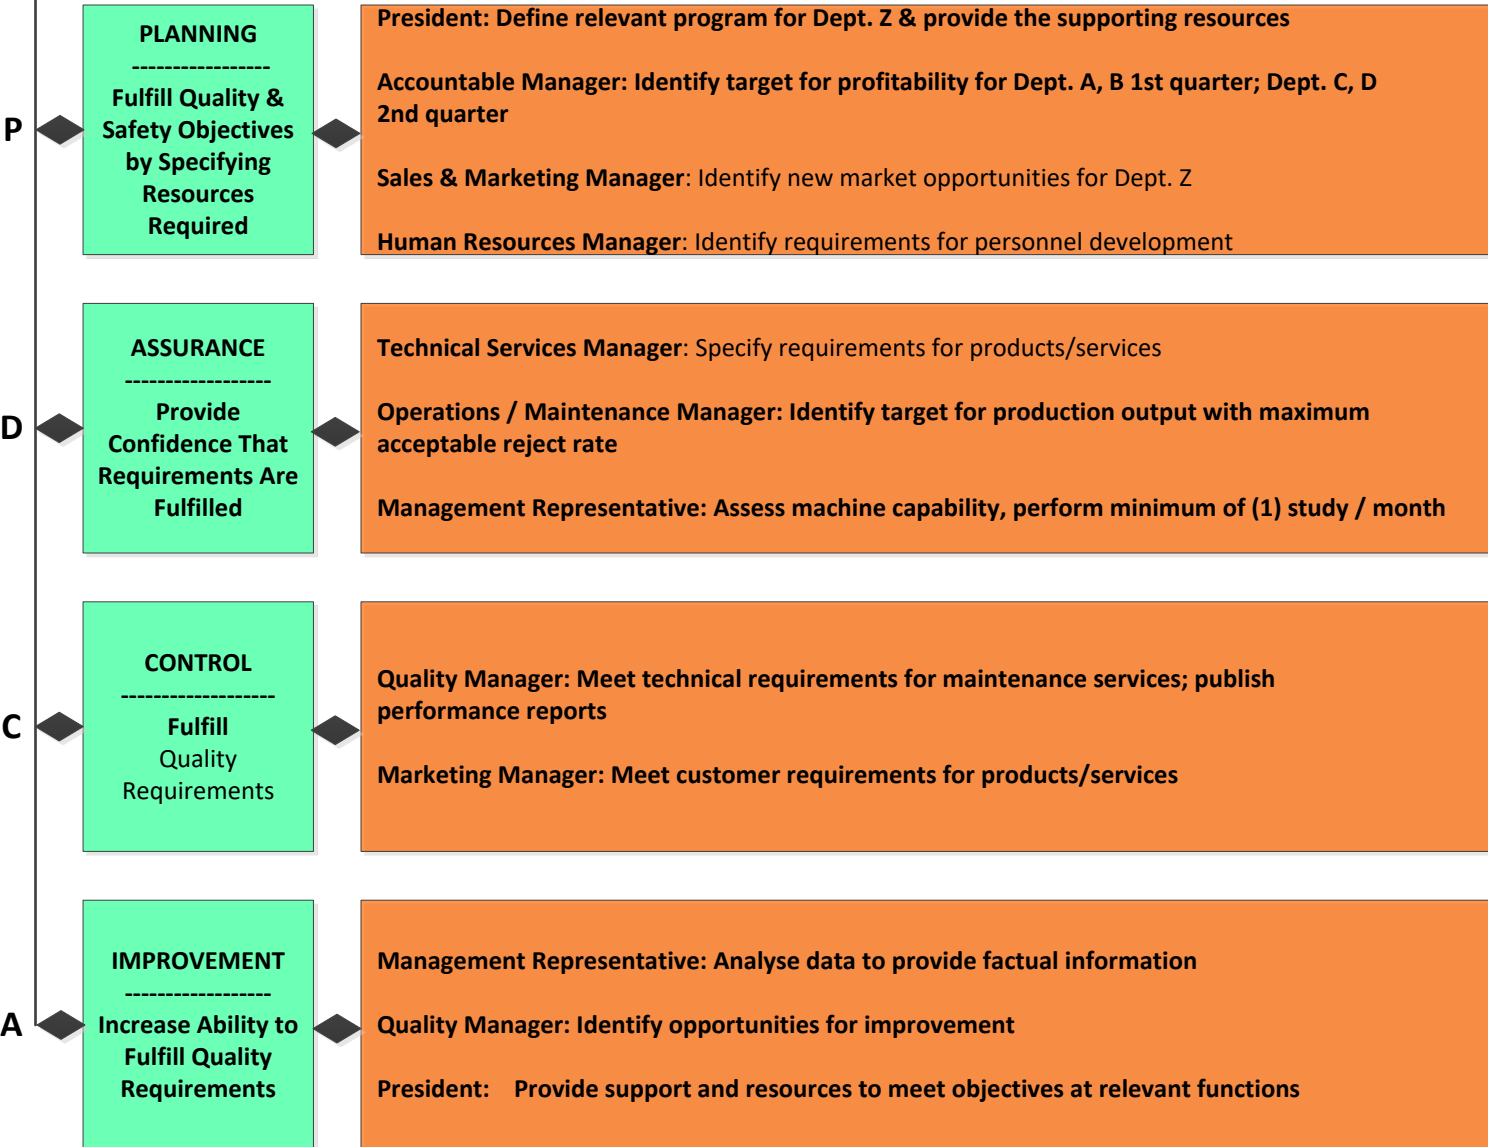 P
PLANNING
-----------------
Fulfill Quality &
Safety Objectives
by Specifying
Resources
Required
President: Define relevant program for Dept. Z & provide the supporting resources
Accountable Manager: Identify target for profitability for Dept. A, B 1st quarter; Dept. C, D
2nd quarter
Sales & Marketing Manager: Identify new market opportunities for Dept. Z
Human Resources Manager: Identify requirements for personnel development
D
ASSURANCE
------------------
Provide
Confidence That
Requirements Are
Fulfilled
Technical Services Manager: Specify requirements for products/services
Operations / Maintenance Manager: Identify target for production output with maximum
acceptable reject rate
Management Representative: Assess machine capability, perform minimum of (1) study / month
C
CONTROL
-------------------
Fulfill
Quality
Requirements
Quality Manager: Meet technical requirements for maintenance services; publish
performance reports
Marketing Manager: Meet customer requirements for products/services
A
IMPROVEMENT
------------------
Increase Ability to
Fulfill Quality
Requirements
Management Representative: Analyse data to provide factual information
Quality Manager: Identify opportunities for improvement
President: Provide support and resources to meet objectives at relevant functions